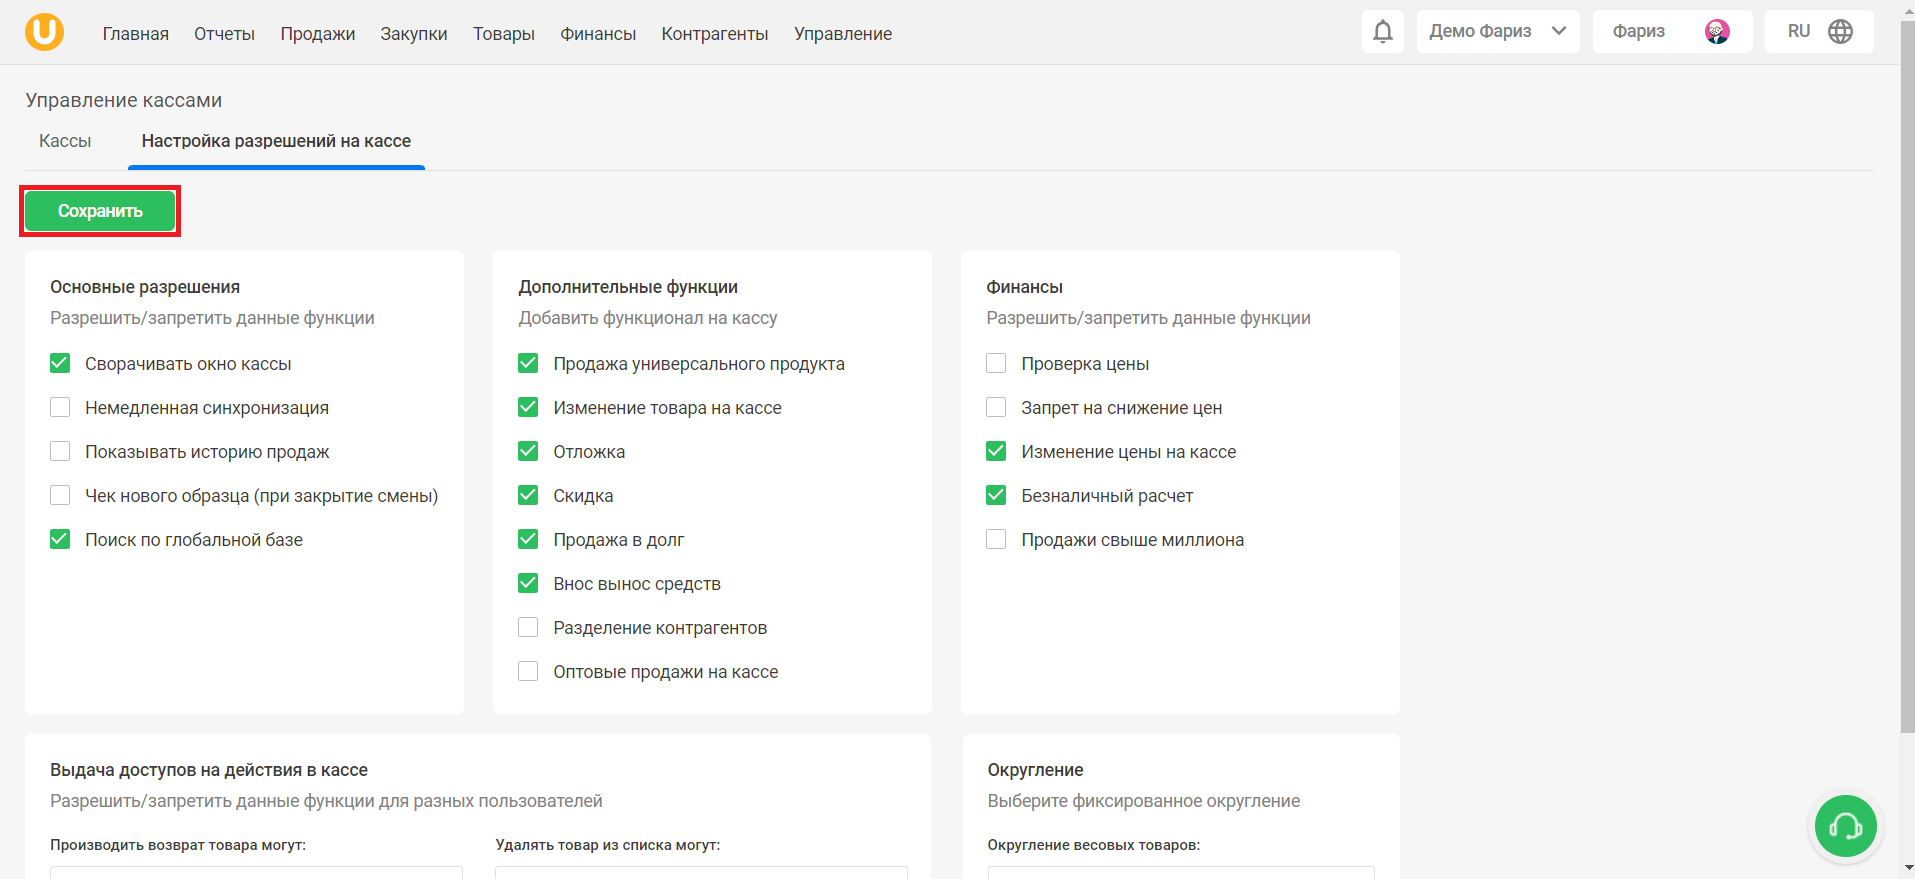 Главная Отчеты Продажи Закупки Товары Финансы Контрагенты Управление Демо Фариз Фариз RU
Управление кассами
Кассы Настройка разрешений на кассе
Сохранить
Основные разрешения
Разрешить/запретить данные функции
Сворачивать окно кассы
Немедленная синхронизация
Показывать историю продаж
Чек нового образца (при закрытие смены)
Поиск по глобальной базе
Дополнительные функции
Добавить функционал на кассу
Продажа универсального продукта
Изменение товара на кассе
Отложка
Скидка
Продажа в долг
Внос вынос средств
Разделение контрагентов
Оптовые продажи на кассе
Финансы
Разрешить/запретить данные функции
Проверка цены
Запрет на снижение цен
Изменение цены на кассе
Безналичный расчет
Продажи свыше миллиона
Выдача доступов на действия в кассе
Разрешить/запретить данные функции для разных пользователей
Производить возврат товара могут:
Удалять товар из списка могут:
Округление
Выберите фиксированное округление
Округление весовых товаров: